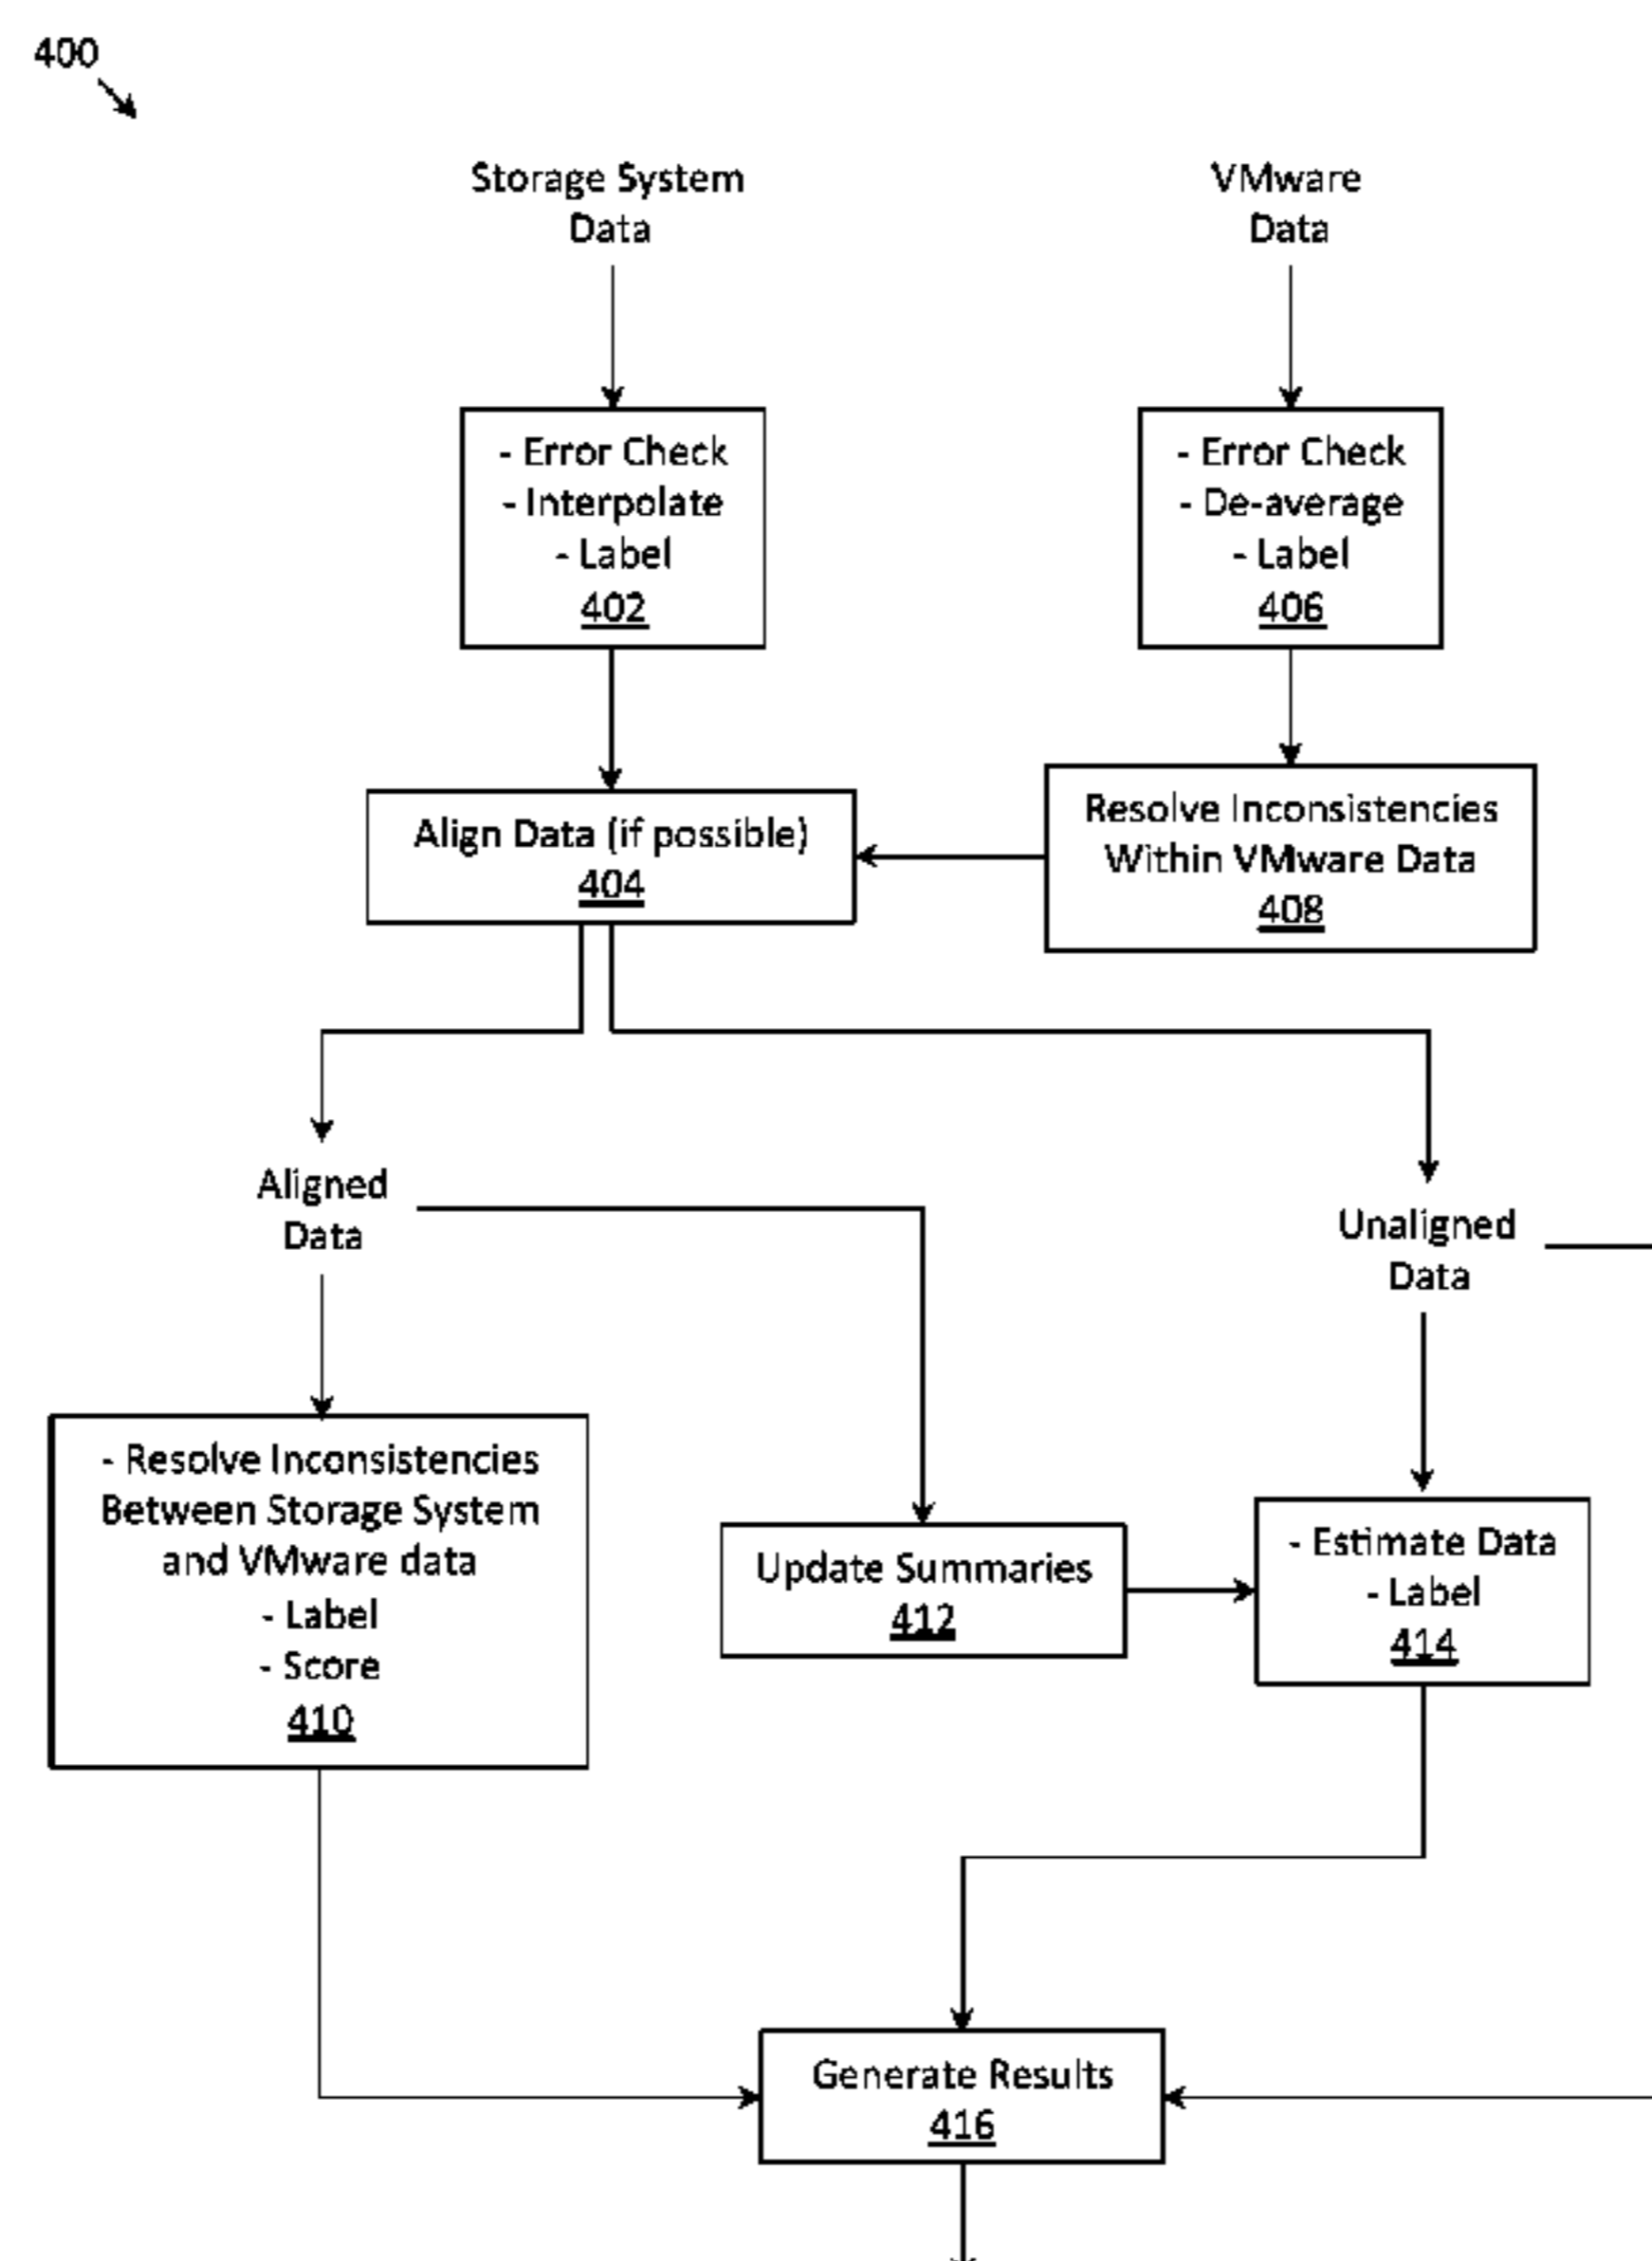 400
Storage System
Data
VMware
Data
- Error Check
- Interpolate
- Label
402
- Error Check
- De-average
- Label
406
Align Data (if possible)
404
Resolve Inconsistencies
Within VMware Data
408
Aligned
Data
Unaligned
Data
- Resolve Inconsistencies
Between Storage System
and VMware data
- Label
- Score
410
Update Summaries
412
- Estimate Data
- Label
414
Generate Results
416